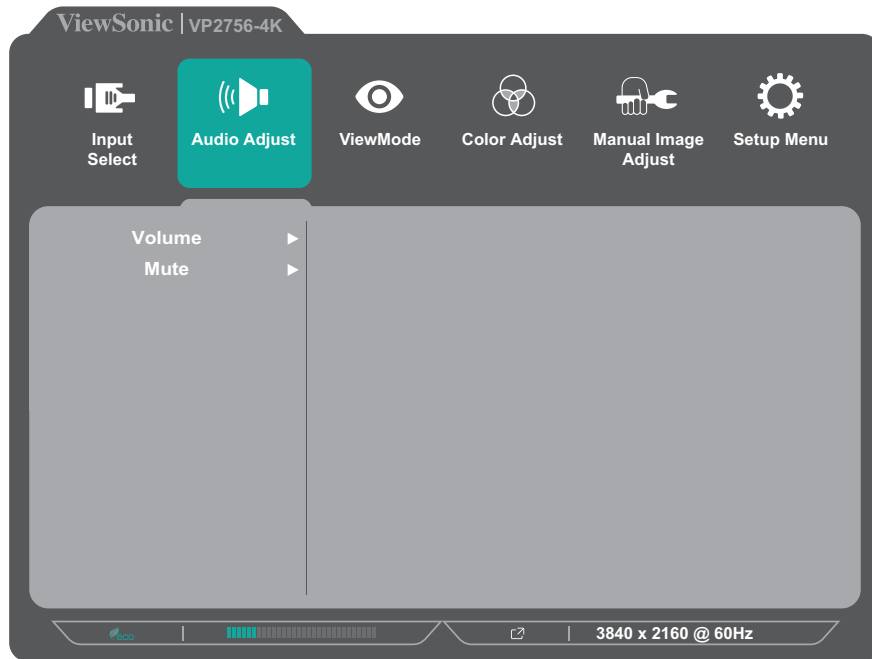 ViewSonic | VP2756-4K
Input Select
Audio Adjust
ViewMode
Color Adjust
Manual Image Adjust
Setup Menu
Volume
Mute
eco
3840 x 2160 @ 60Hz